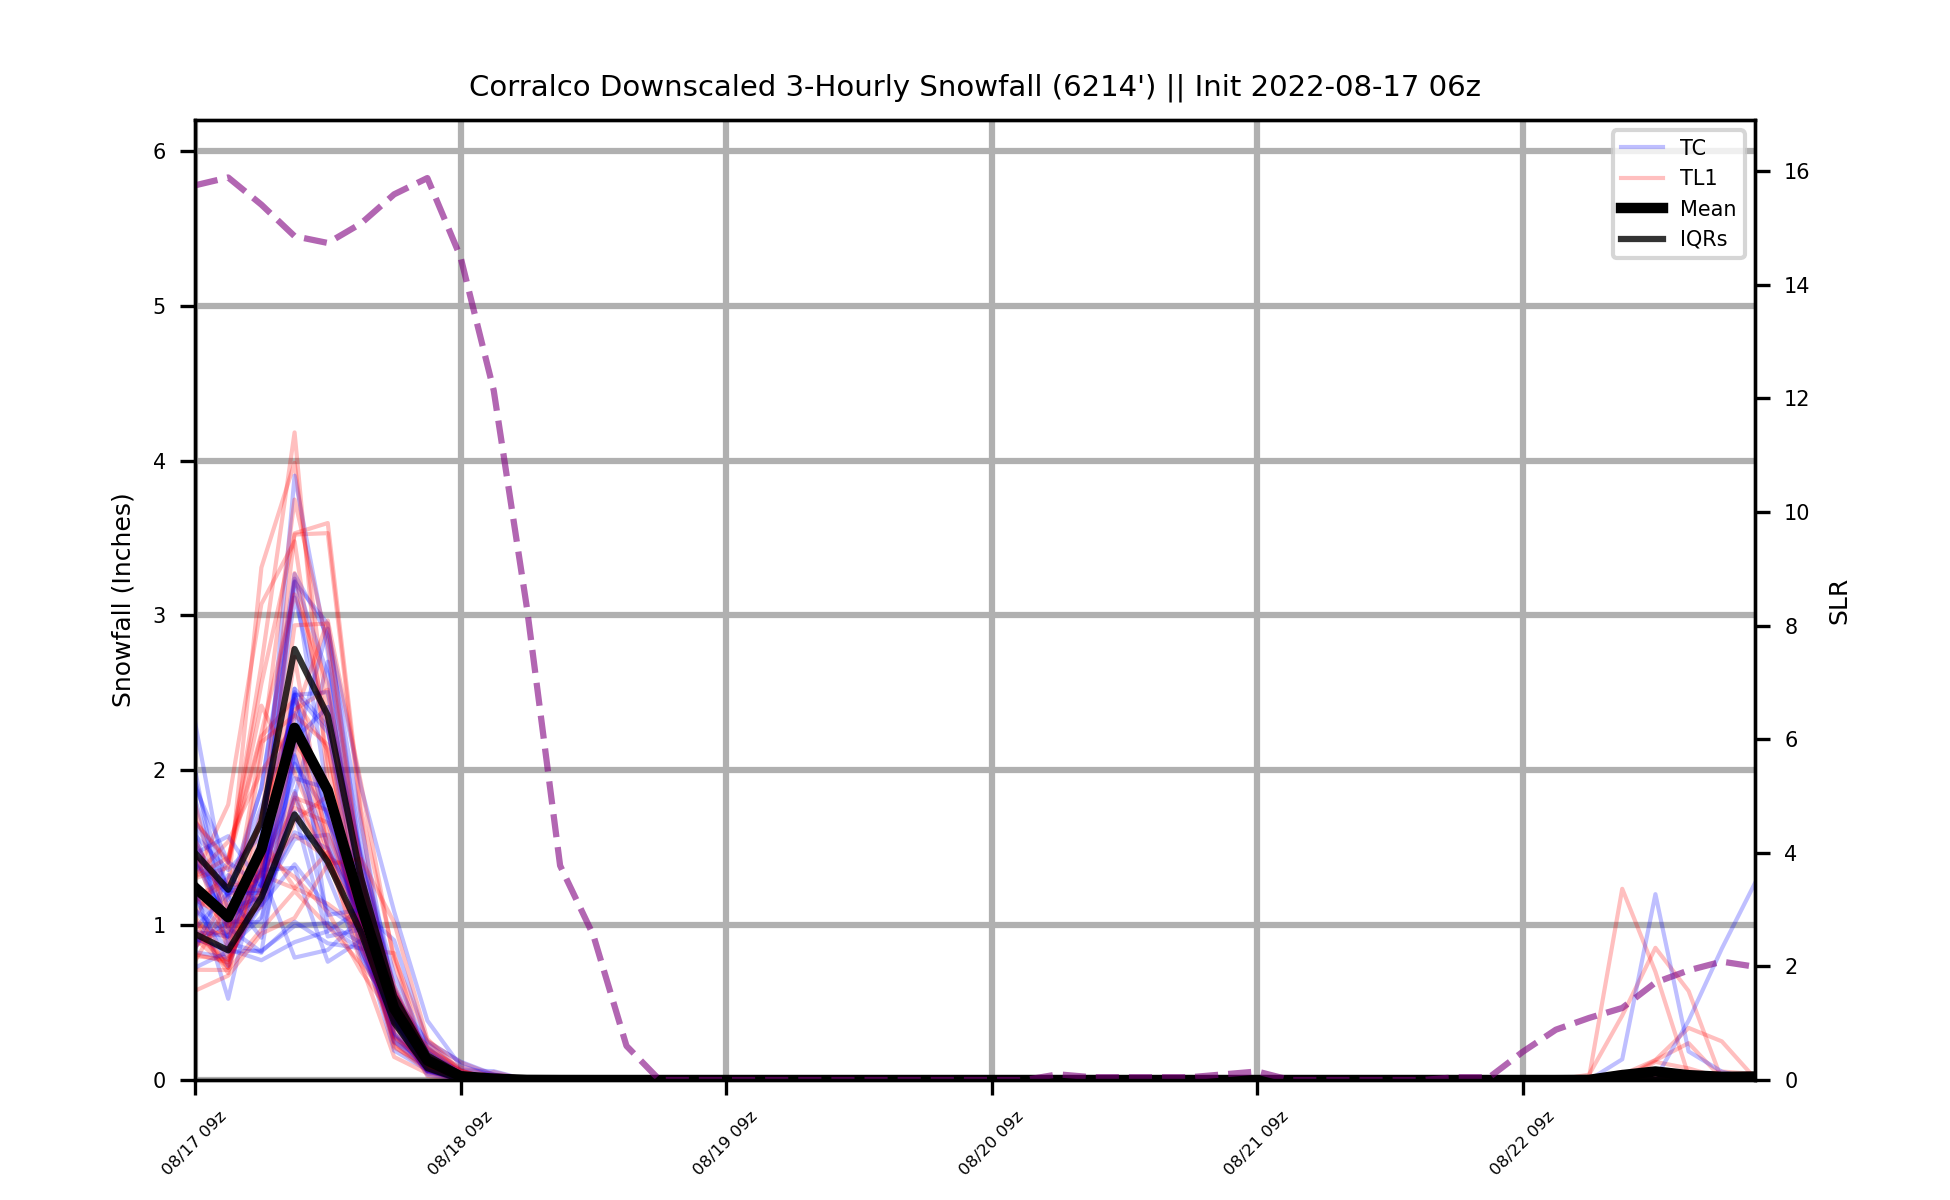 Corralco Downscaled 3-Hourly Snowfall (6214') || Init 2022-08-17 06z
TC
TL1
Mean
IQRs
Snowfall (Inches)
6
5
4
3
2
1
0
16
14
12
10
8
6
4
2
0
SLR
08/17 09z
08/18 09z
08/19 09z
08/20 09z
08/21 09z
08/22 09z